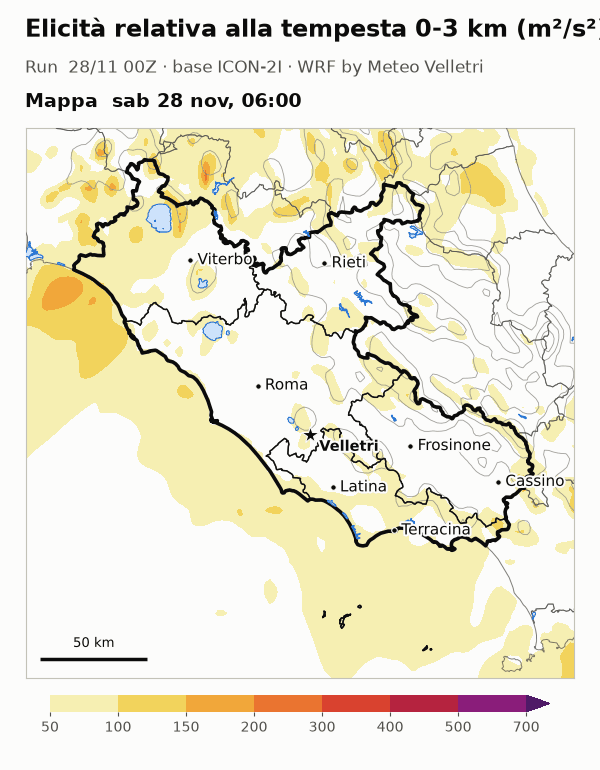 Elicità relativa alla tempesta 0-3 km (m²/s²)
Run  28/11 00Z · base ICON-2I · WRF by Meteo Velletri
Mappa  sab 28 nov, 06:00
Viterbo
Rieti
Roma
Velletri
Frosinone
Latina
Cassino
Terracina
50 km
50 100 150 200 300 400 500 700